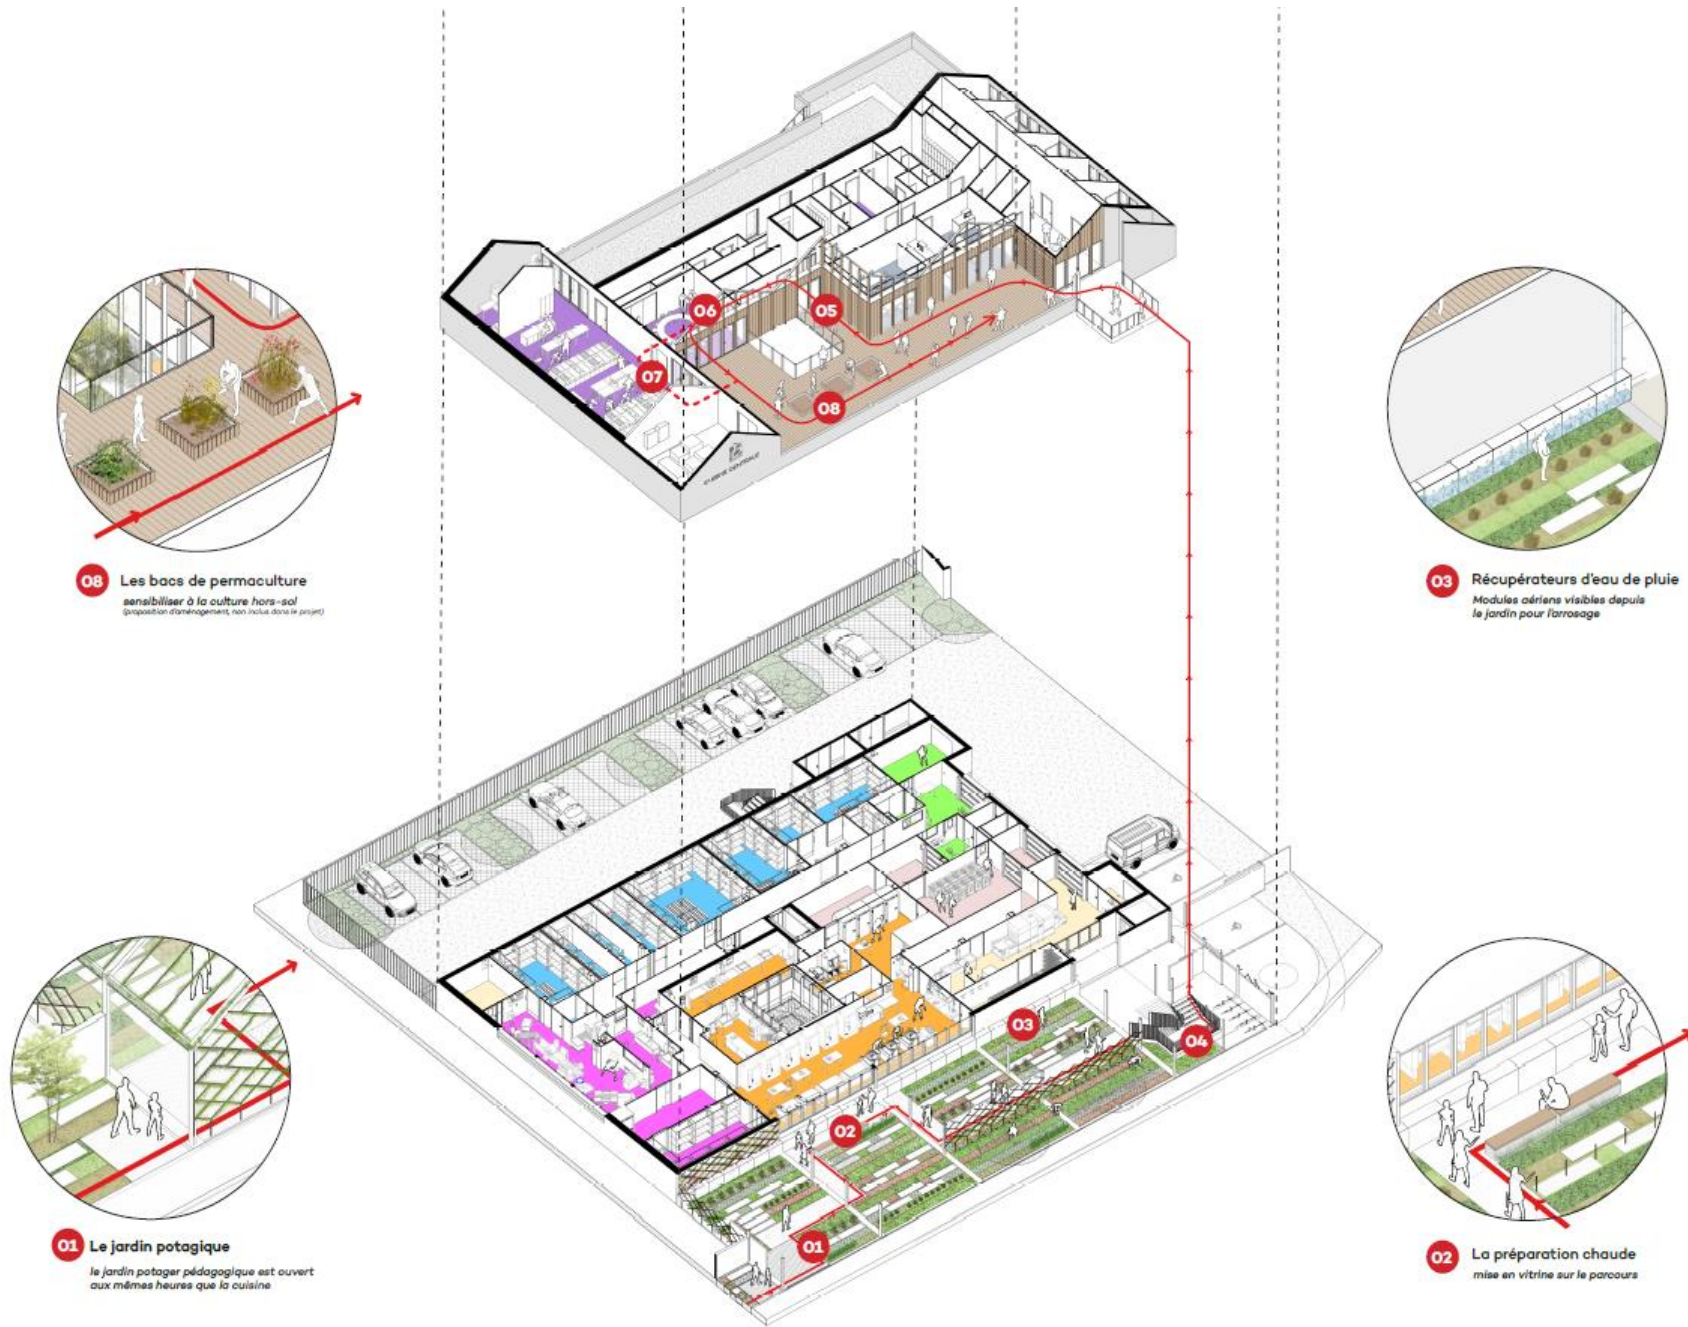 06
05
07
08
CUISINE CENTRALE
08 Les bacs de permaculture
sensibiliser à la culture hors-sol
(proposition d'aménagement, non inclus dans le projet)
03 Récupérateurs d'eau de pluie
Modules aériens visibles depuis
le jardin pour l'arrosage
03
04
02
01
01 Le jardin potagique
le jardin potager pédagogique est ouvert
aux mêmes heures que la cuisine
02 La préparation chaude
mise en vitrine sur le parcours